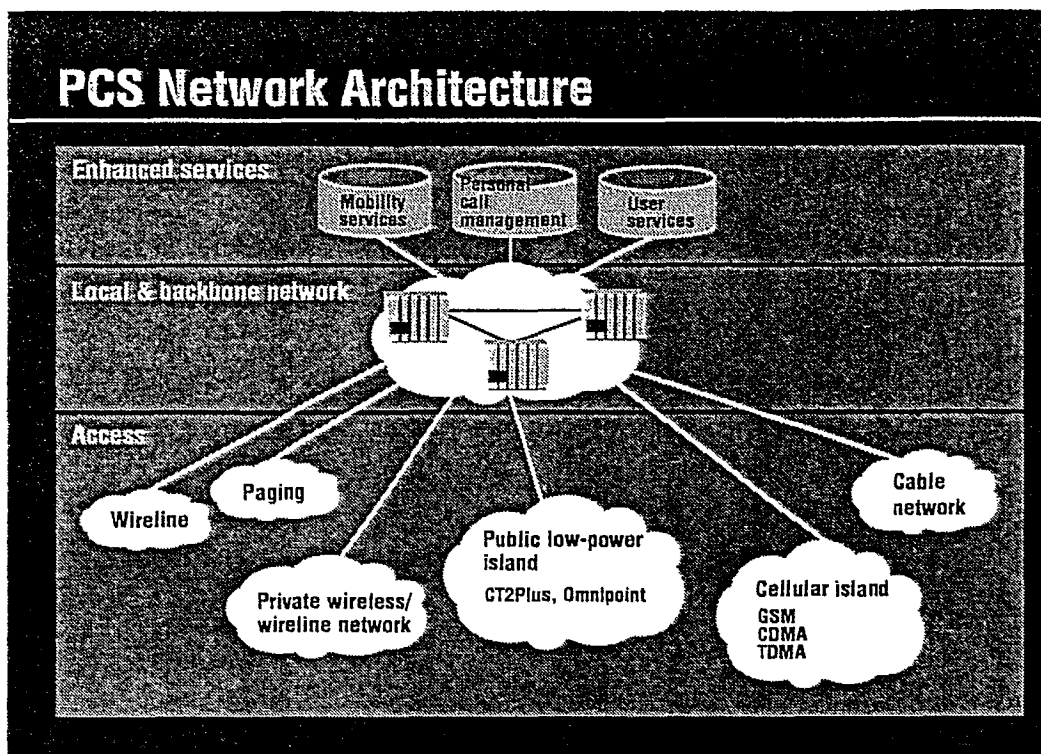 PCS Network Architecture
Enhanced services
Mobility
services
Personal
call
management
User
services
Local & backbone network
Access
Wireline
Paging
Private wireless/
wireline network
Public low-power
island
CT2Plus, Omnipoint
Cellular island
GSM
CDMA
TDMA
Cable
network